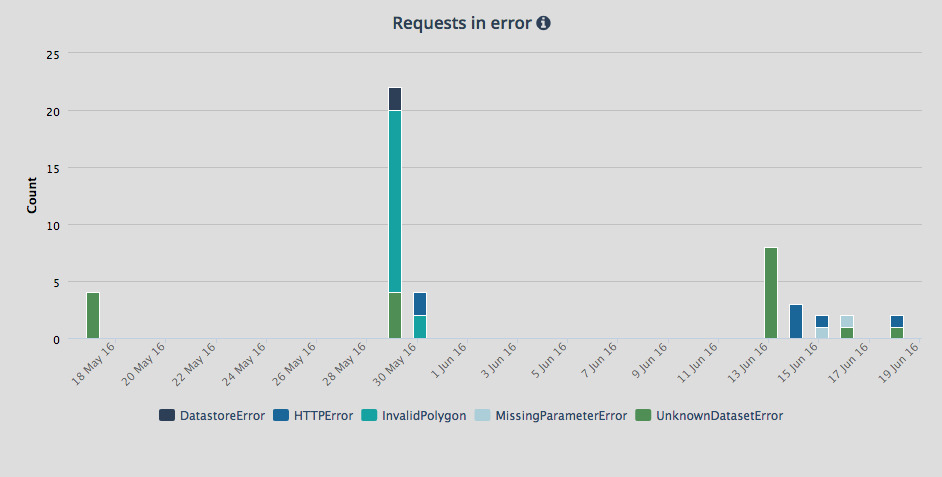 Requests in error
25
20
15
10
5
0
Count
18 May 16
20 May 16
22 May 16
24 May 16
26 May 16
28 May 16
30 May 16
1 Jun 16
3 Jun 16
5 Jun 16
7 Jun 16
9 Jun 16
11 Jun 16
13 Jun 16
15 Jun 16
17 Jun 16
19 Jun 16
DatastoreError HTTPError InvalidPolygon MissingParameterError UnknownDatasetError